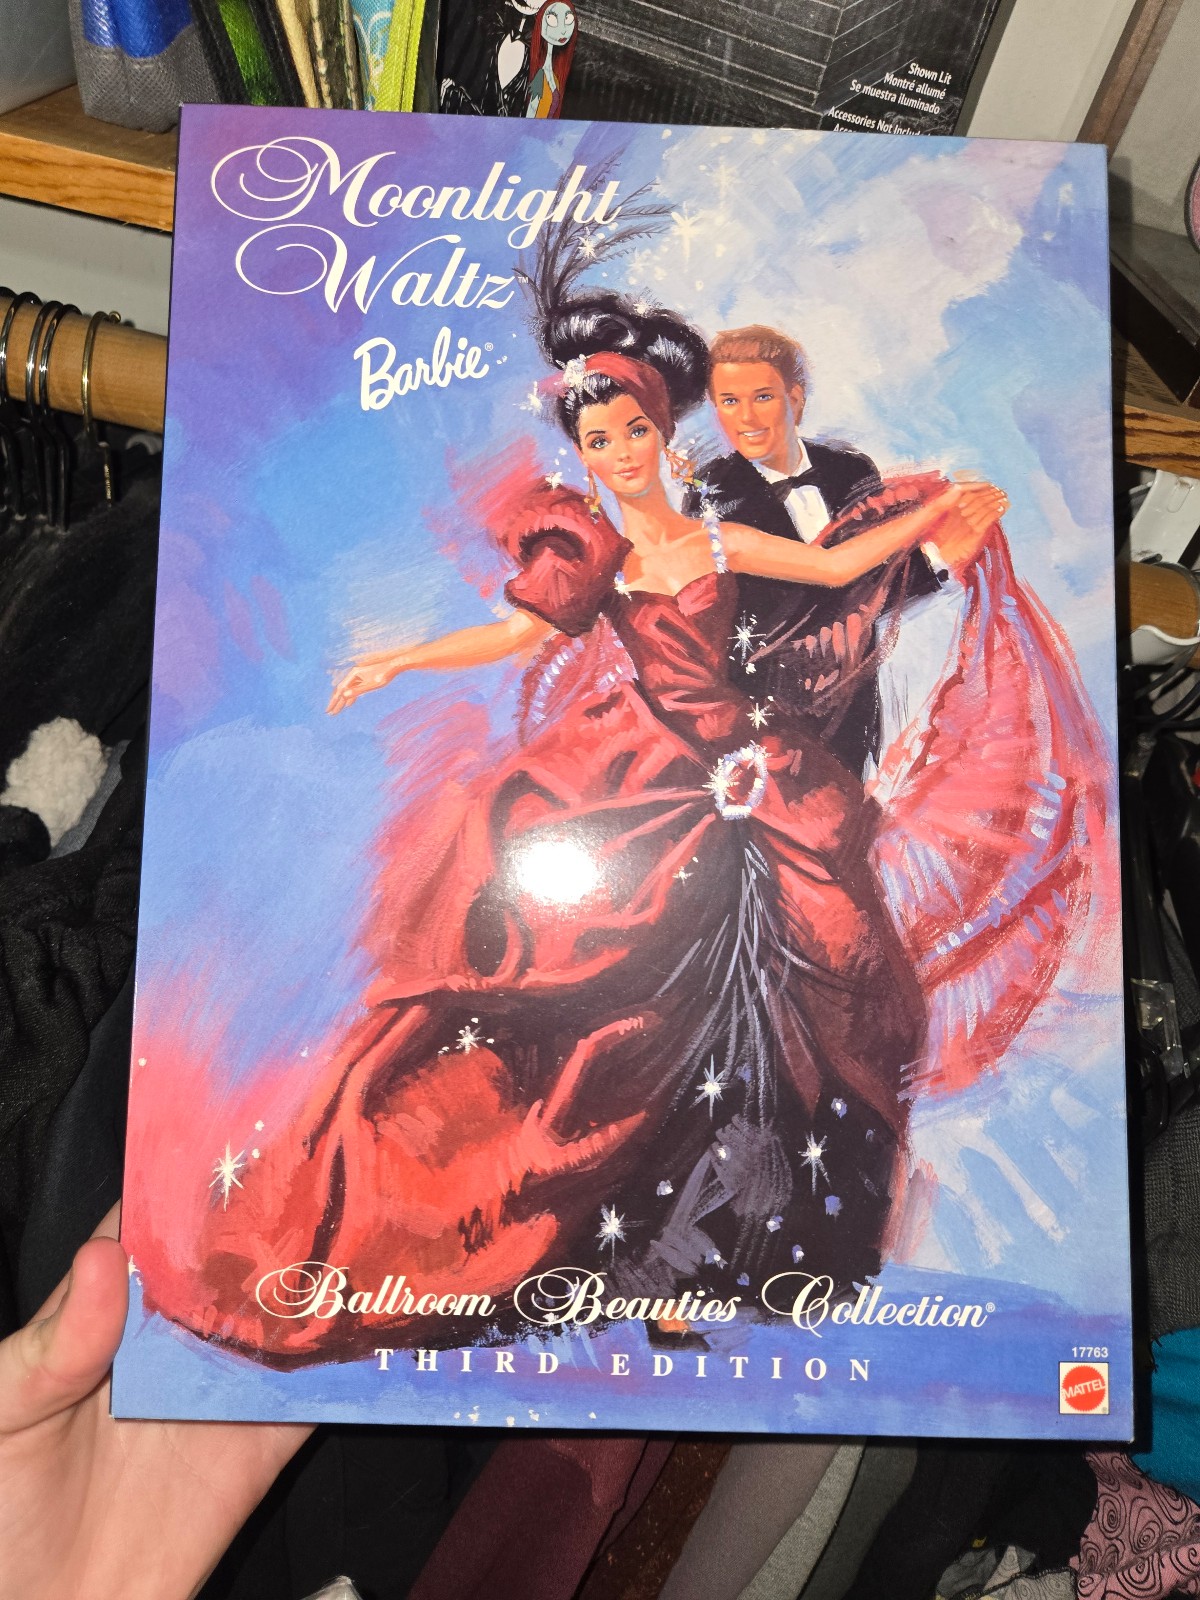 Shown Lit
Montré allumé
Se muestra iluminado
Accessories Not
Moonlight
Waltz™
Barbie®
Ballroom Beauties Collection®
THIRD EDITION
17763
MATTEL
®